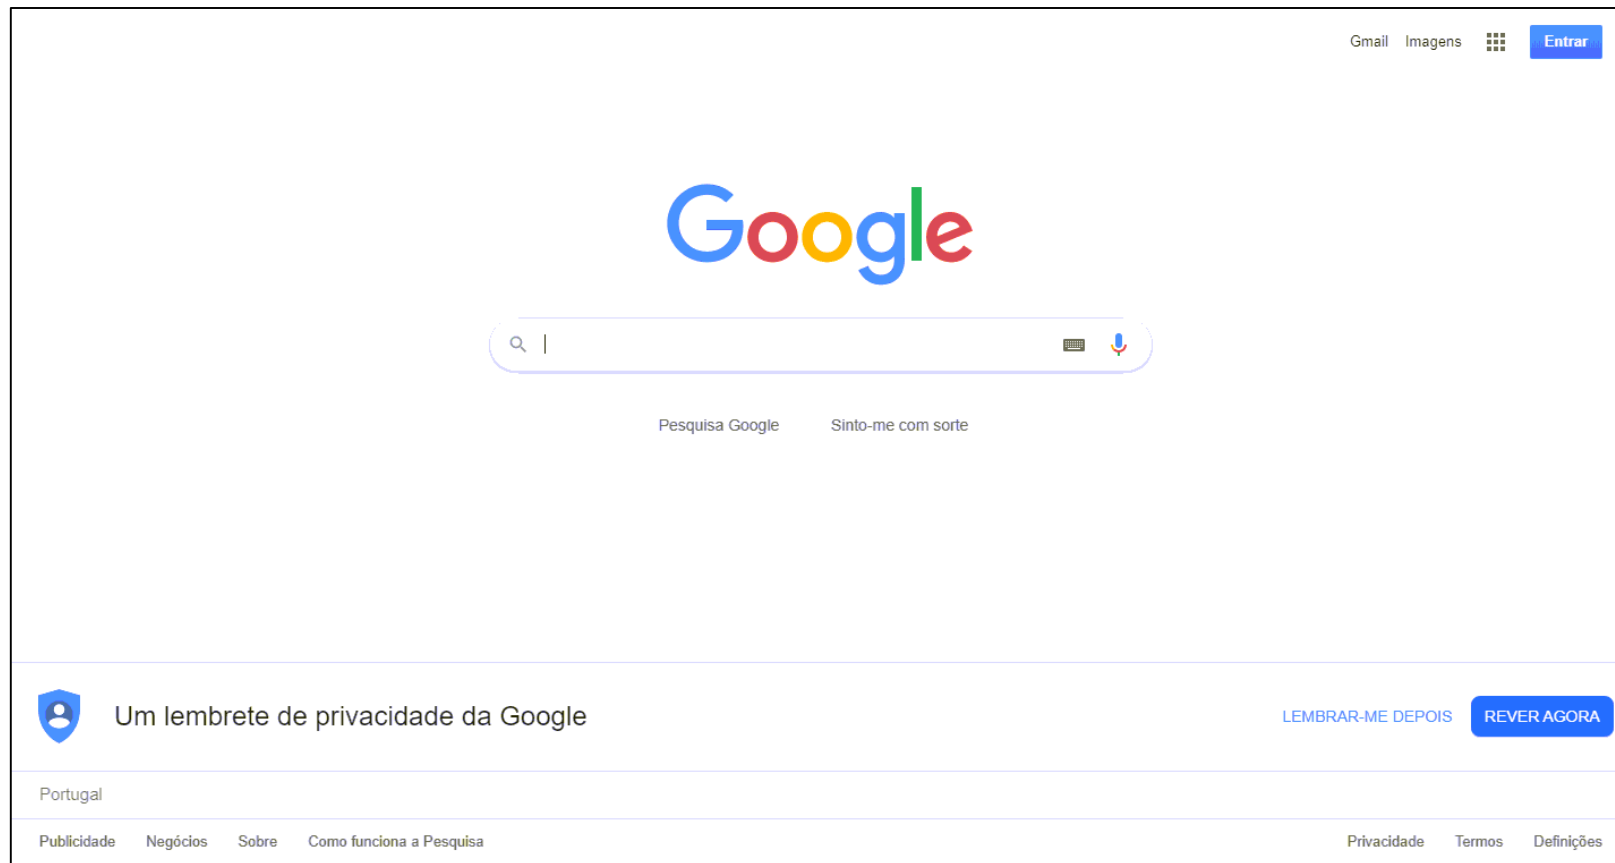 Gmail Imagens Entrar
Google
Pesquisa Google Sinto-me com sorte
Um lembrete de privacidade da Google LEMBRAR-ME DEPOIS REVER AGORA
Portugal
Publicidade Negócios Sobre Como funciona a Pesquisa Privacidade Termos Definições